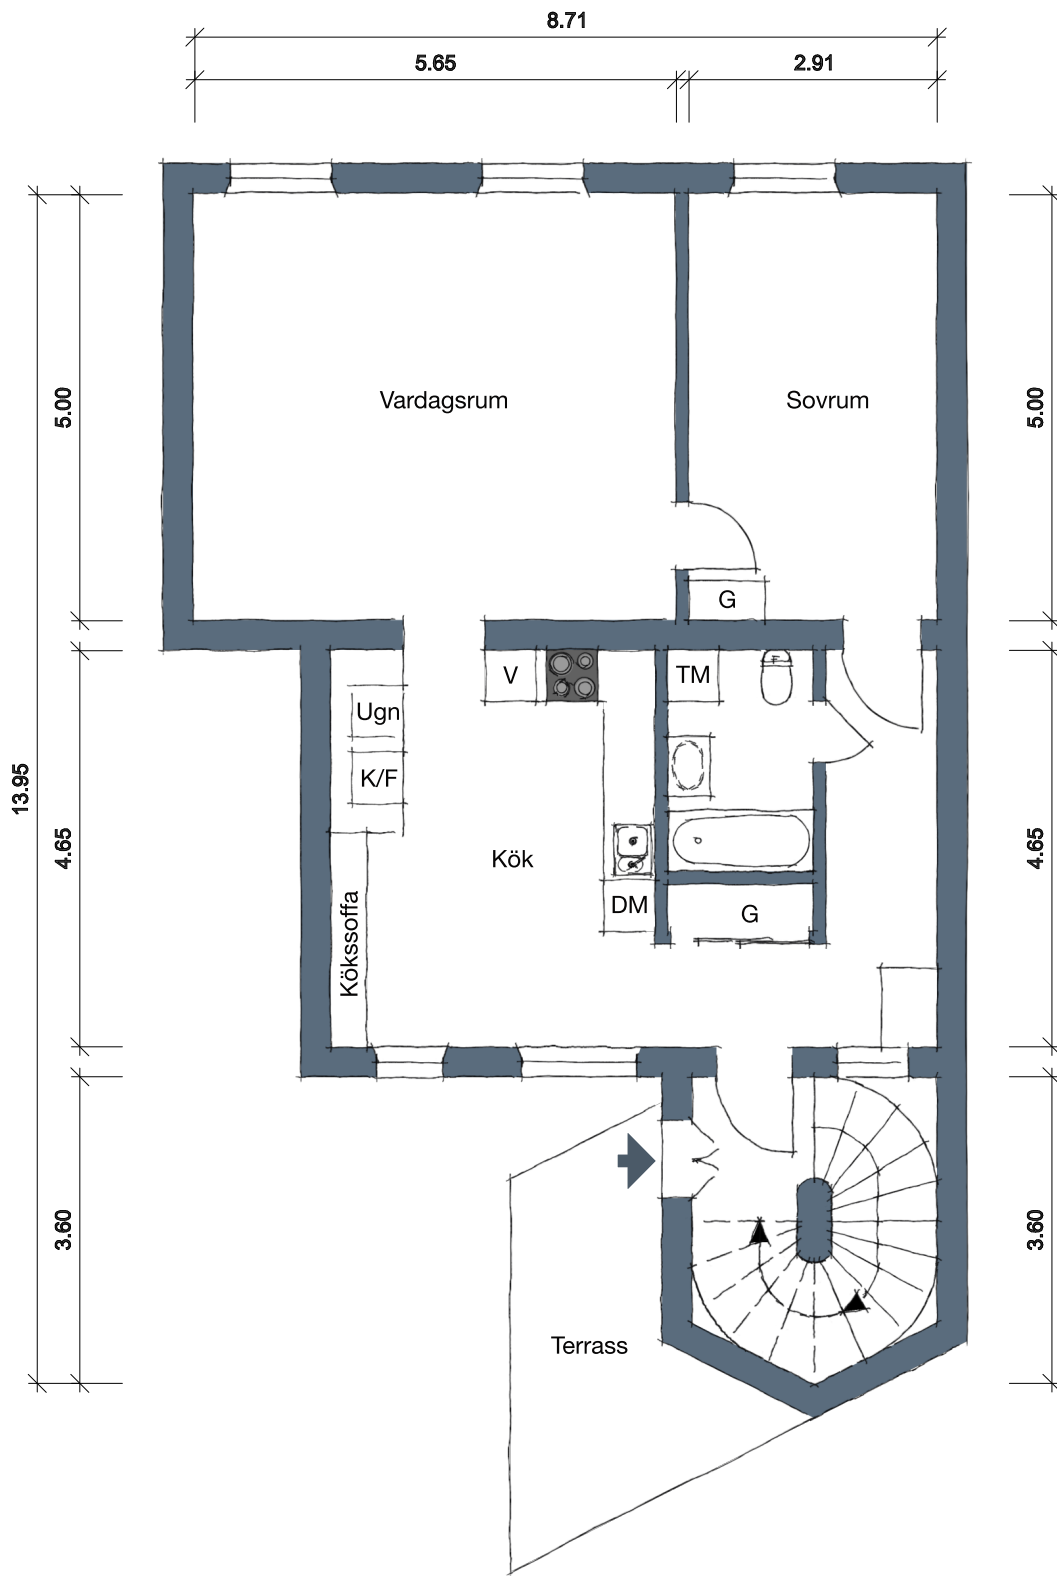 8.71
5.65
2.91
5.00
5.00
Vardagsrum
Sovrum
G
V
TM
F
Ugn
K/F
13.95
4.65
4.65
Kök
DM
G
Kökssoffa
3.60
3.60
Terrass